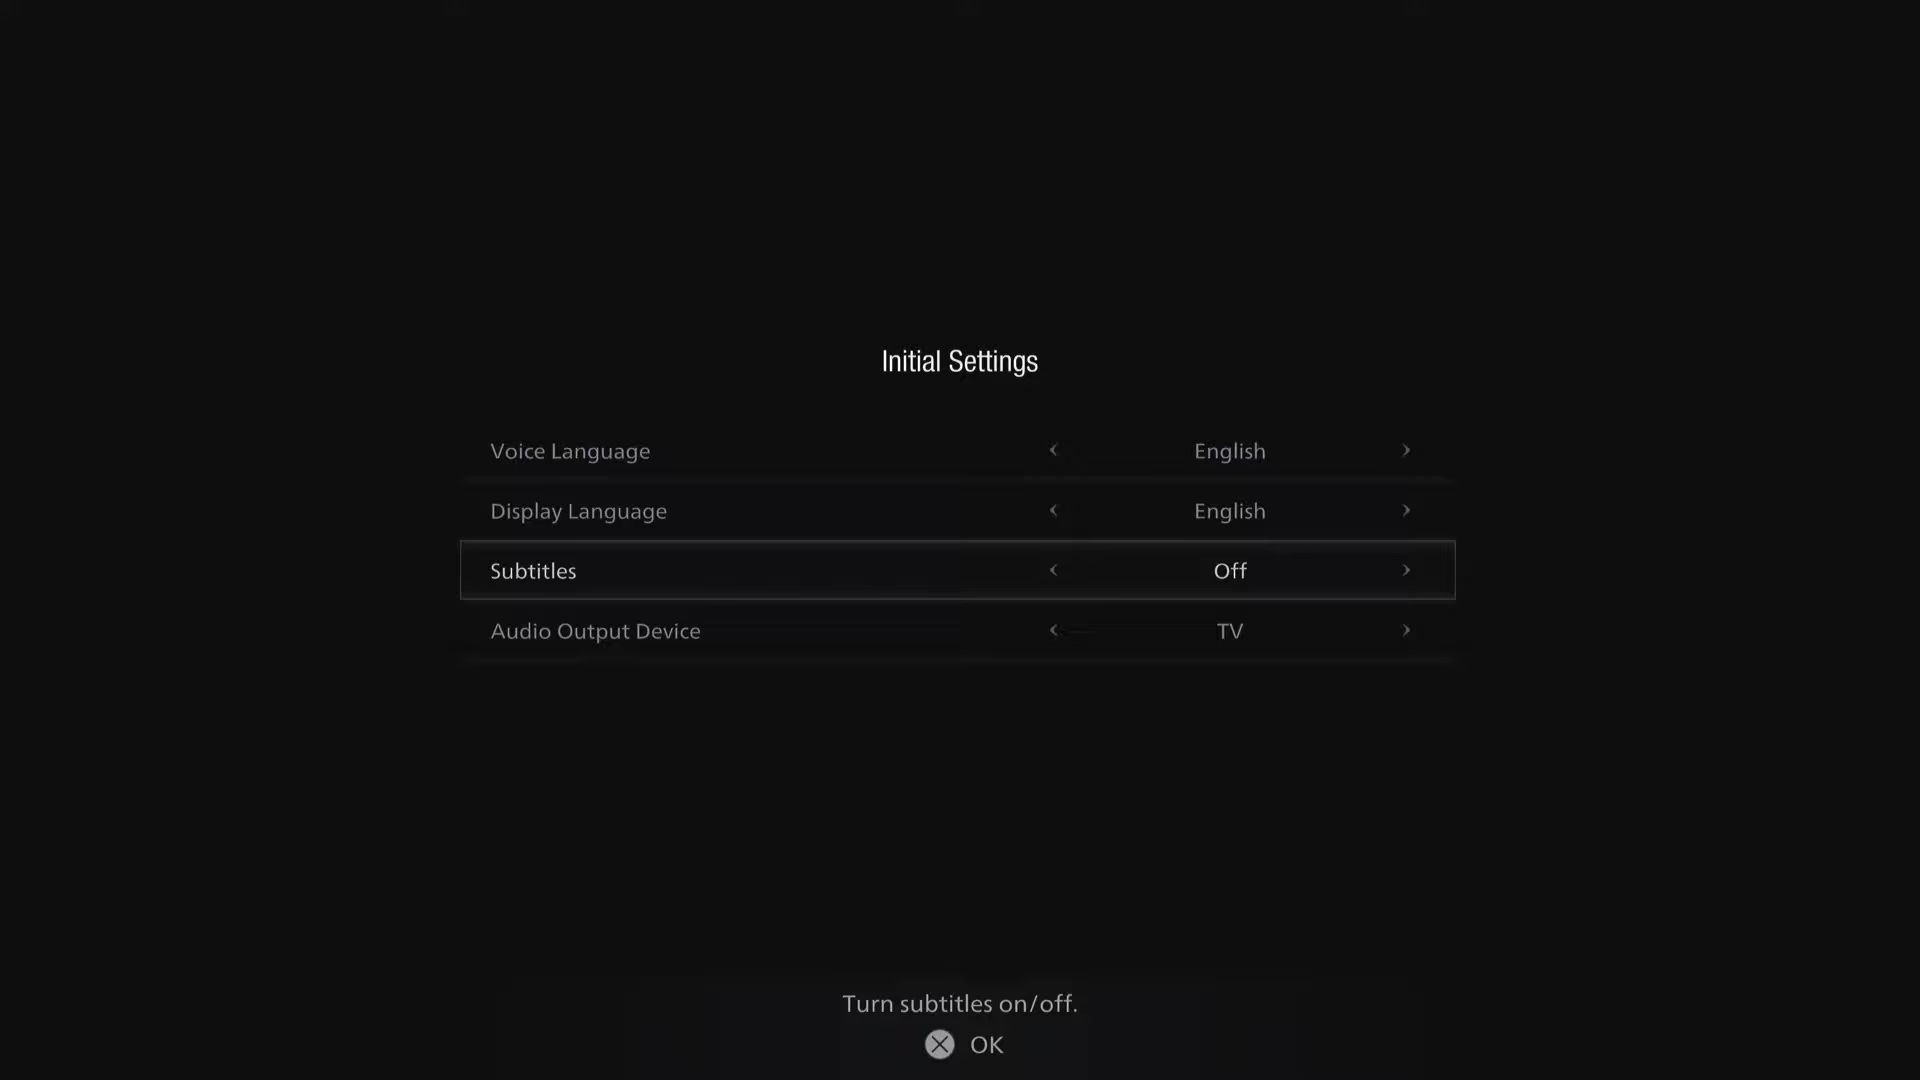 Initial Settings
Voice Language English
Display Language English
Subtitles Off
Audio Output Device TV
Turn subtitles on/off.
OK